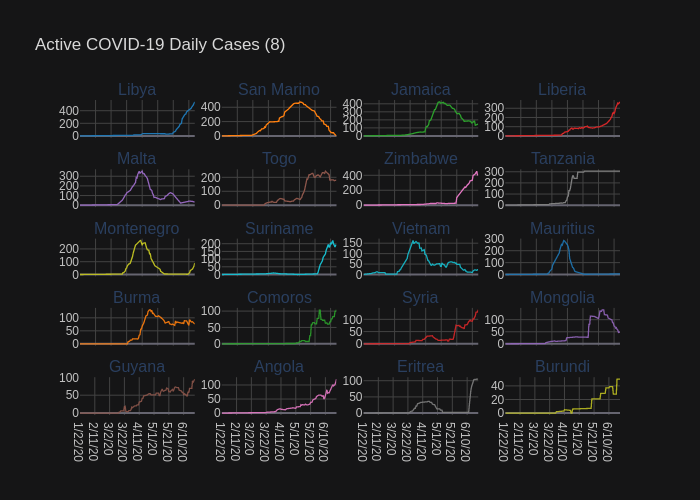 Active COVID-19 Daily Cases (8)
Libya San Marino Jamaica Liberia
400 200 0 400 200 0 400 300 200 100 0 300 200 100 0
Malta Togo Zimbabwe Tanzania
300 200 100 0 200 100 0 400 200 0 300 200 100 0
Montenegro Suriname Vietnam Mauritius
200 100 0 200 150 100 50 0 150 100 50 0 300 200 100 0
Burma Comoros Syria Mongolia
100 50 0 100 50 0 100 50 0 100 50 0
Guyana Angola Eritrea Burundi
100 50 0 100 50 0 100 50 0 40 20 0
1/22/20 2/11/20 3/2/20 3/22/20 4/11/20 5/1/20 5/21/20 6/10/20 1/22/20 2/11/20 3/2/20 3/22/20 4/11/20 5/1/20 5/21/20 6/10/20 1/22/20 2/11/20 3/2/20 3/22/20 4/11/20 5/1/20 5/21/20 6/10/20 1/22/20 2/11/20 3/2/20 3/22/20 4/11/20 5/1/20 5/21/20 6/10/20